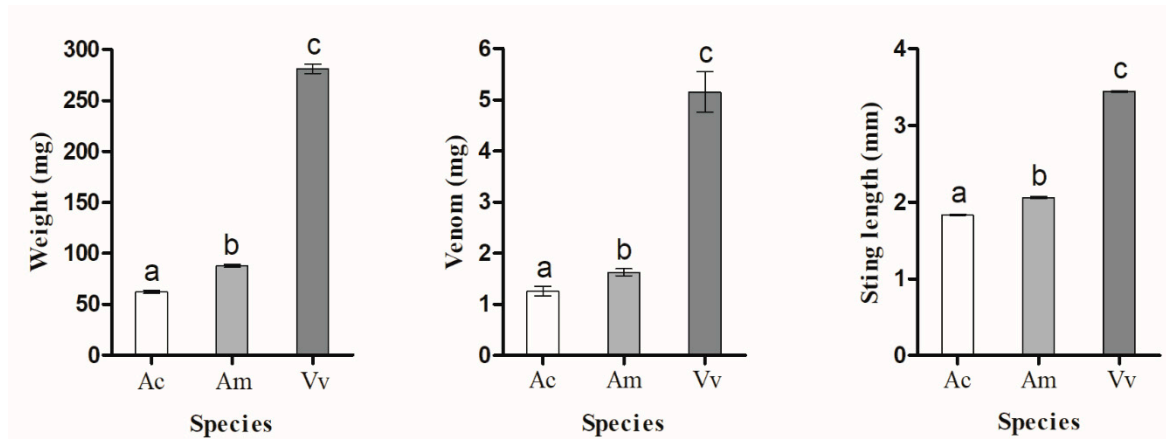 Weight (mg)
300
250
200
150
100
50
0
a
b
c
Ac Am Vv
Species
Venom (mg)
6
5
4
3
2
1
0
a
b
c
Ac Am Vv
Species
Sting length (mm)
4
3
2
1
0
a
b
c
Ac Am Vv
Species